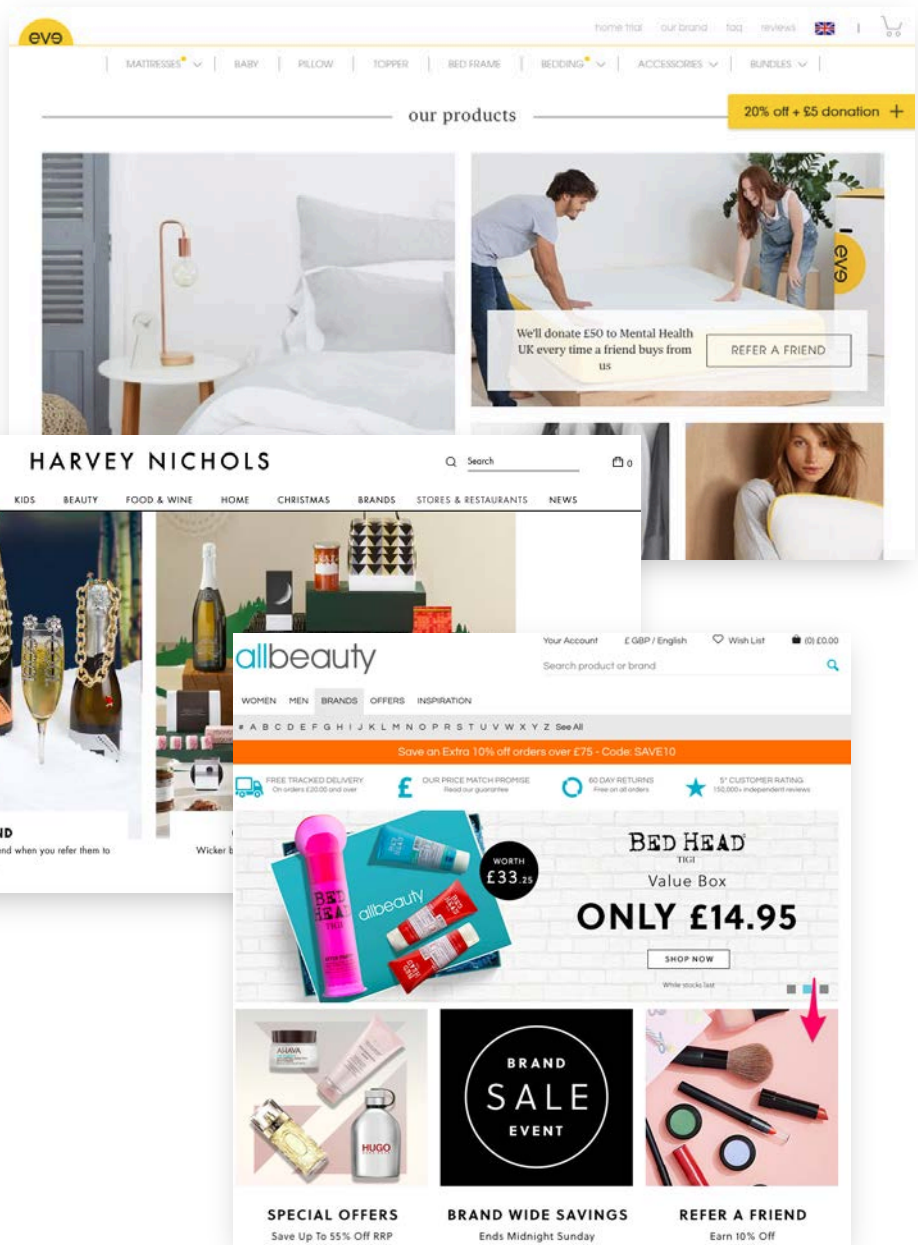 eve
home trial our brand faq reviews
MATTRESSES BABY PILLOW TOPPER BED FRAME BEDDING ACCESSORIES BUNDLES
our products
20% off + £5 donation +
eve
We'll donate £50 to Mental Health
UK every time a friend buys from
us
REFER A FRIEND
HARVEY NICHOLS
Search
0
KIDS BEAUTY FOOD & WINE HOME CHRISTMAS BRANDS STORES & RESTAURANTS NEWS
ND
end when you refer them to
Wicker b
allbeauty
Your Account £ GBP / English Wish List (0) £0.00
Search product or brand
WOMEN MEN BRANDS OFFERS INSPIRATION
# A B C D E F G H I J K L M N O P R S T U V W X Y Z See All
Save an Extra 10% off orders over £75 - Code: SAVE10
FREE TRACKED DELIVERY
On orders £20.00 and over
OUR PRICE MATCH PROMISE
Read our guarantee
60 DAY RETURNS
Free on all orders
5* CUSTOMER RATING
150,000+ independent reviews
BED HEAD
TIGI
allbeauty
WORTH
£33.25
BED HEAD
TIGI
Value Box
ONLY £14.95
SHOP NOW
While stocks last
AHAVA
HUGO
BRAND
SALE
EVENT
SPECIAL OFFERS
Save Up To 55% Off RRP
BRAND WIDE SAVINGS
Ends Midnight Sunday
REFER A FRIEND
Earn 10% Off